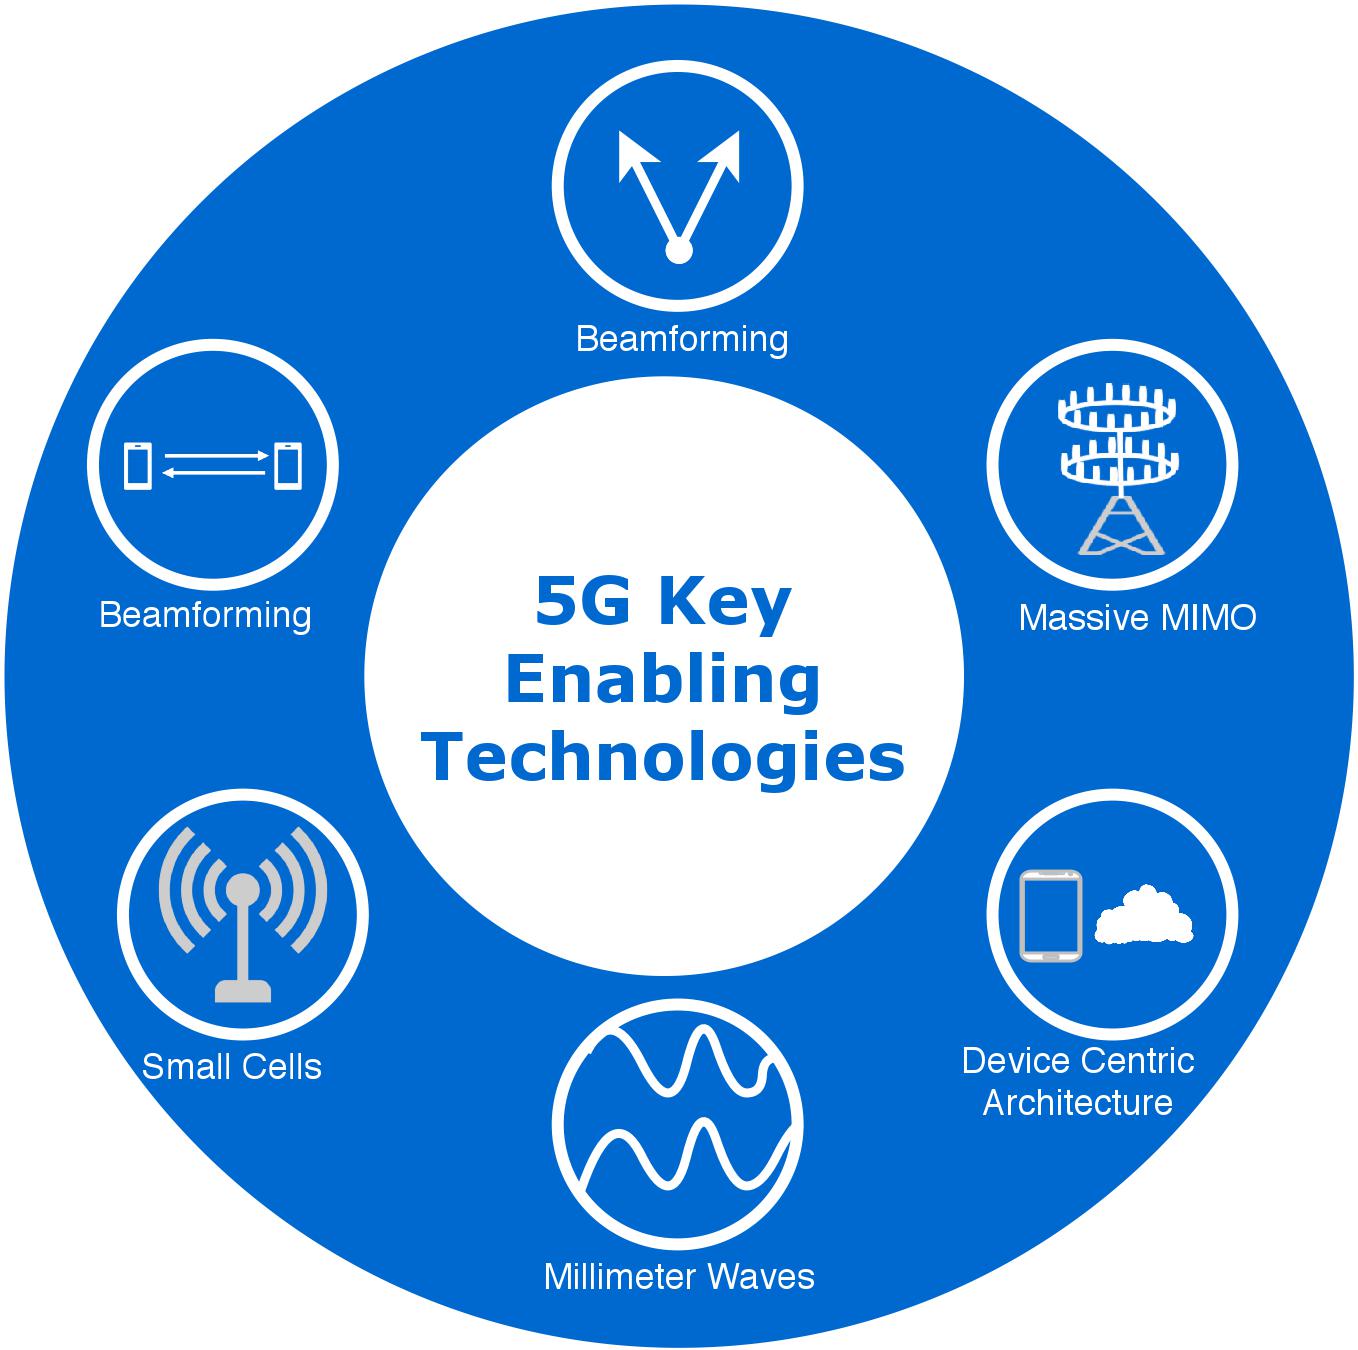 Beamforming
Beamforming
Massive MIMO
5G Key
Enabling
Technologies
Small Cells
Device Centric
Architecture
Millimeter Waves